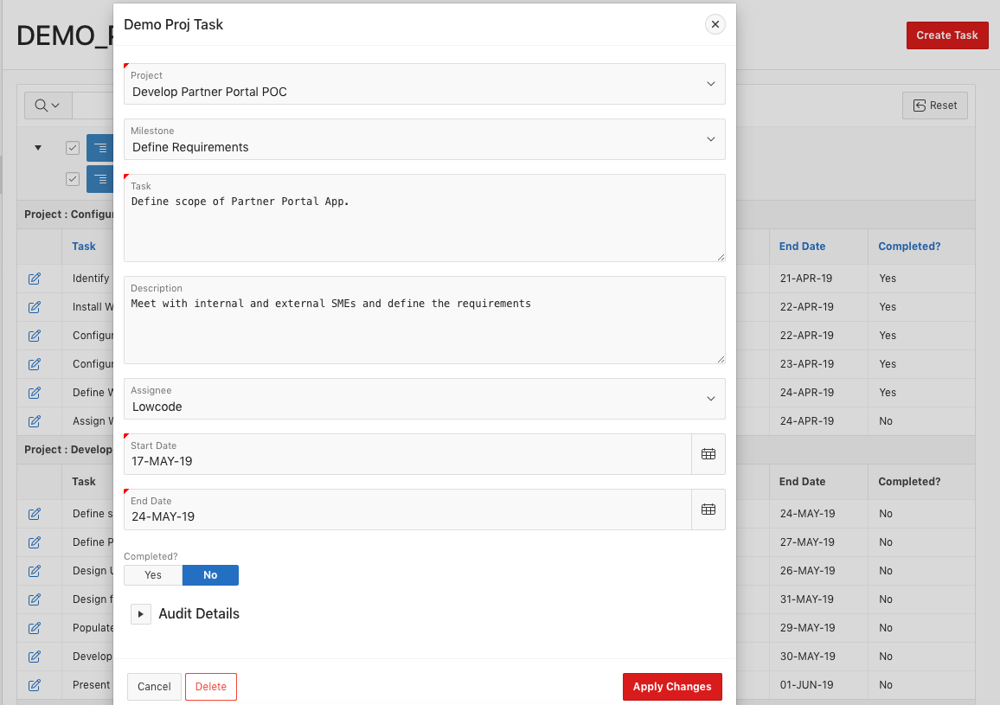 DEMO_P
Create Task
Demo Proj Task
Project
Develop Partner Portal POC
Milestone
Define Requirements
Task
Define scope of Partner Portal App.
Description
Meet with internal and external SMEs and define the requirements
Assignee
Lowcode
Start Date
17-MAY-19
End Date
24-MAY-19
Completed?
Yes No
Audit Details
Cancel Delete Apply Changes
Reset
Project : Configur
Task End Date Completed?
Identify 21-APR-19 Yes
Install W 22-APR-19 Yes
Configur 22-APR-19 Yes
Configur 23-APR-19 Yes
Define W 24-APR-19 Yes
Assign W 24-APR-19 No
Project : Develop
Task End Date Completed?
Define s 24-MAY-19 No
Define P 27-MAY-19 No
Design U 26-MAY-19 No
Design f 31-MAY-19 No
Populate 29-MAY-19 No
Develop 30-MAY-19 No
Present 01-JUN-19 No